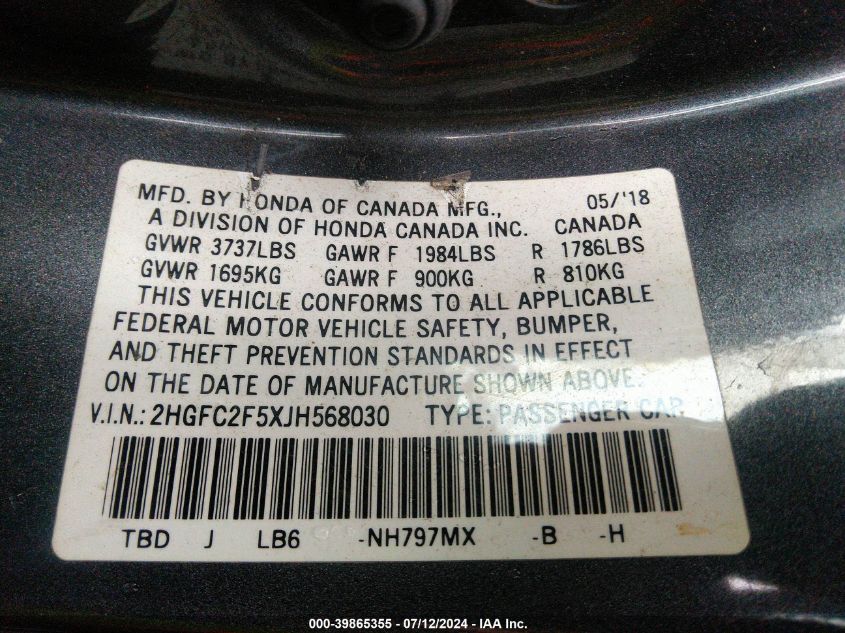 MFD. BY HONDA OF CANADA MFG., 05/'18
A DIVISION OF HONDA CANADA INC. CANADA
GVWR 3737LBS GAWR F 1984LBS R 1786LBS
GVWR 1695KG GAWR F 900KG R 810KG
THIS VEHICLE CONFORMS TO ALL APPLICABLE
FEDERAL MOTOR VEHICLE SAFETY, BUMPER,
AND THEFT PREVENTION STANDARDS IN EFFECT
ON THE DATE OF MANUFACTURE SHOWN ABOVE.
V.I.N.: 2HGFC2F5XJH568030 TYPE: PASSENGER CAR
TBD J LB6 -NH797MX -B -H
000-39865355 - 07/12/2024 - IAA Inc.